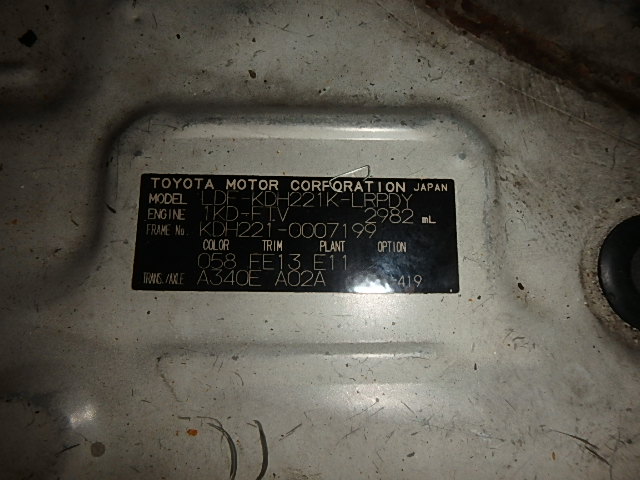 TOYOTA MOTOR CORPORATION JAPAN
MODEL LDF-KDH221K-LRPDY
ENGINE 1KD-FTV 2982 mL
FRAME No. KDH221-0007199
COLOR TRIM PLANT OPTION
058 FE13 E11
TRANS./AXLE A340E A02A -419